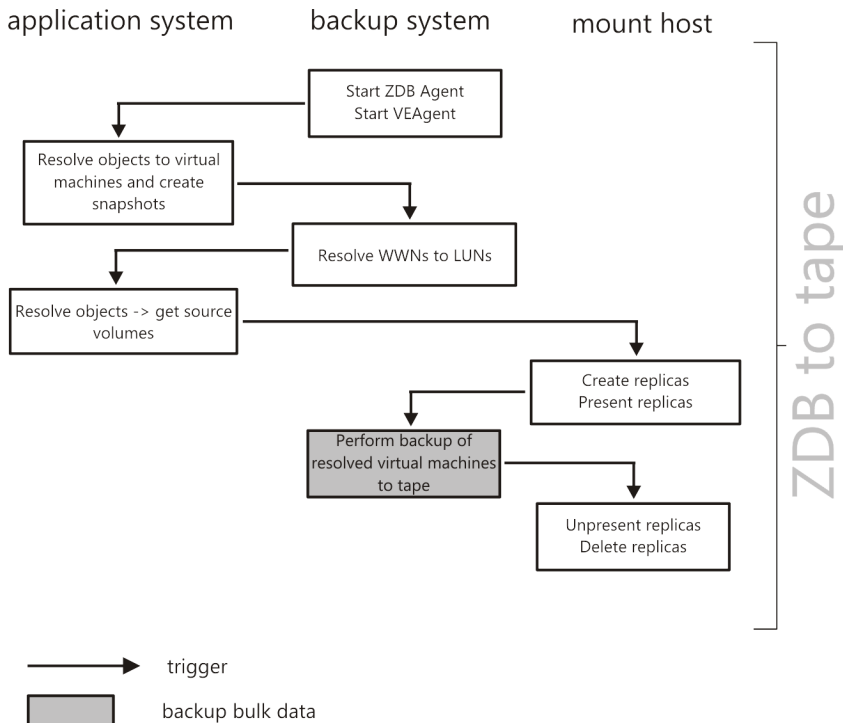 application system
backup system
mount host
Start ZDB Agent
Start VEAgent
Resolve objects to virtual
machines and create
snapshots
Resolve WWNs to LUNs
Resolve objects -> get source
volumes
Create replicas
Present replicas
Perform backup of
resolved virtual machines
to tape
Unpresent replicas
Delete replicas
ZDB to tape
trigger
backup bulk data